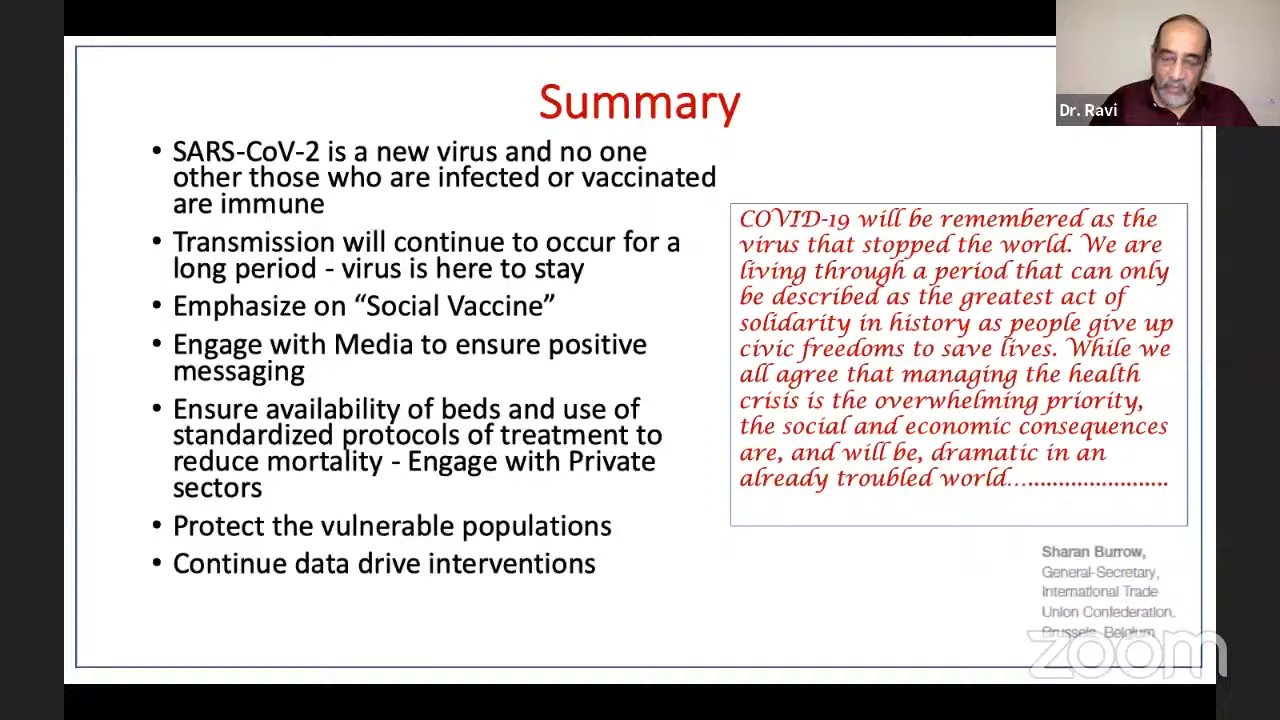 Summary
• SARS-CoV-2 is a new virus and no one
other those who are infected or vaccinated
are immune
• Transmission will continue to occur for a
long period - virus is here to stay
• Emphasize on “Social Vaccine”
• Engage with Media to ensure positive
messaging
• Ensure availability of beds and use of
standardized protocols of treatment to
reduce mortality - Engage with Private
sectors
• Protect the vulnerable populations
• Continue data drive interventions
COVID-19 will be remembered as the
virus that stopped the world. We are
living through a period that can only
be described as the greatest act of
solidarity in history as people give up
civic freedoms to save lives. While we
all agree that managing the health
crisis is the overwhelming priority,
the social and economic consequences
are, and will be, dramatic in an
already troubled world….......................
Sharan Burrow,
General-Secretary,
International Trade
Union Confederation,
Brussels, Belgium
Dr. Ravi
zoom